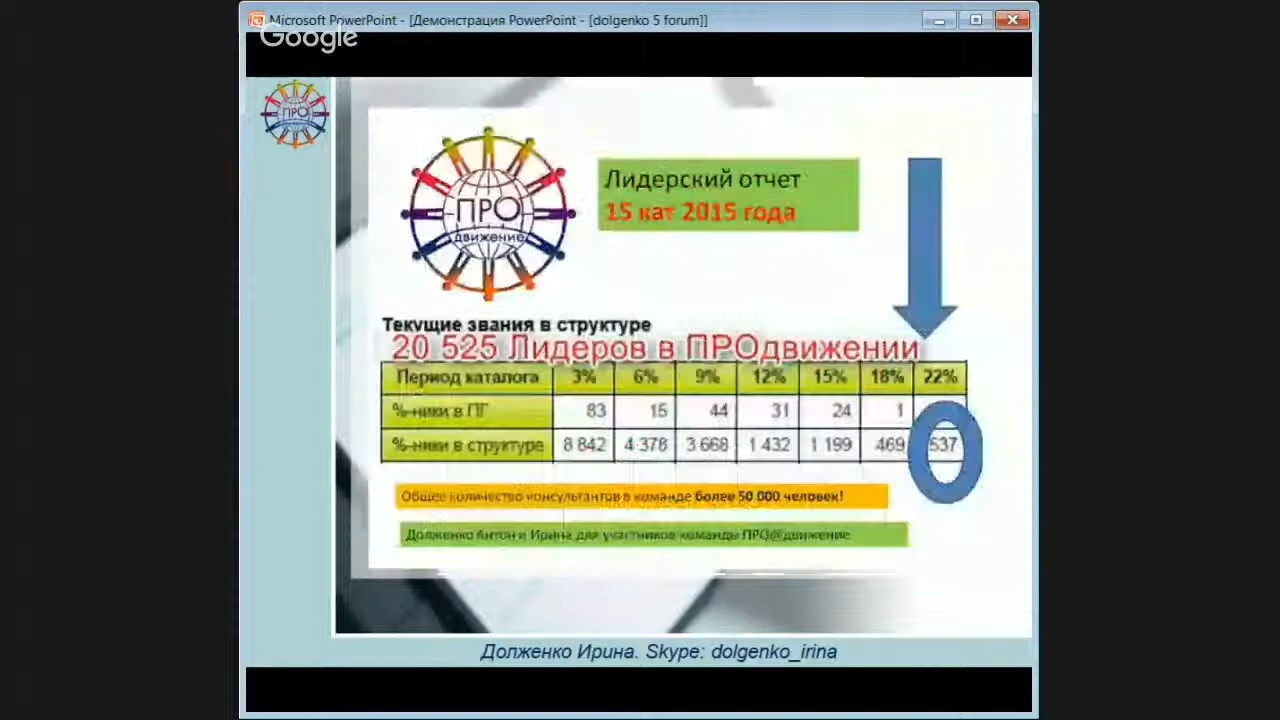 Microsoft PowerPoint - [Демонстрация PowerPoint - [dolgenko 5 forum]]
Google
ПРО
ПРО
движение
Лидерский отчет
15 кат 2015 года
Текущие звания в структуре
20 525 Лидеров в ПРОдвижении
Период каталога 3% 6% 9% 12% 15% 18% 22%
%-ники в ПГ 83 15 44 31 24 1
%-ники в структуре 8 842 4 378 3 668 1 432 1 199 469 537
Общее количество консультантов в команде более 50 000 человек!
Долженко Антон и Ирина для участников команды ПРО@движение
Долженко Ирина. Skype: dolgenko_irina